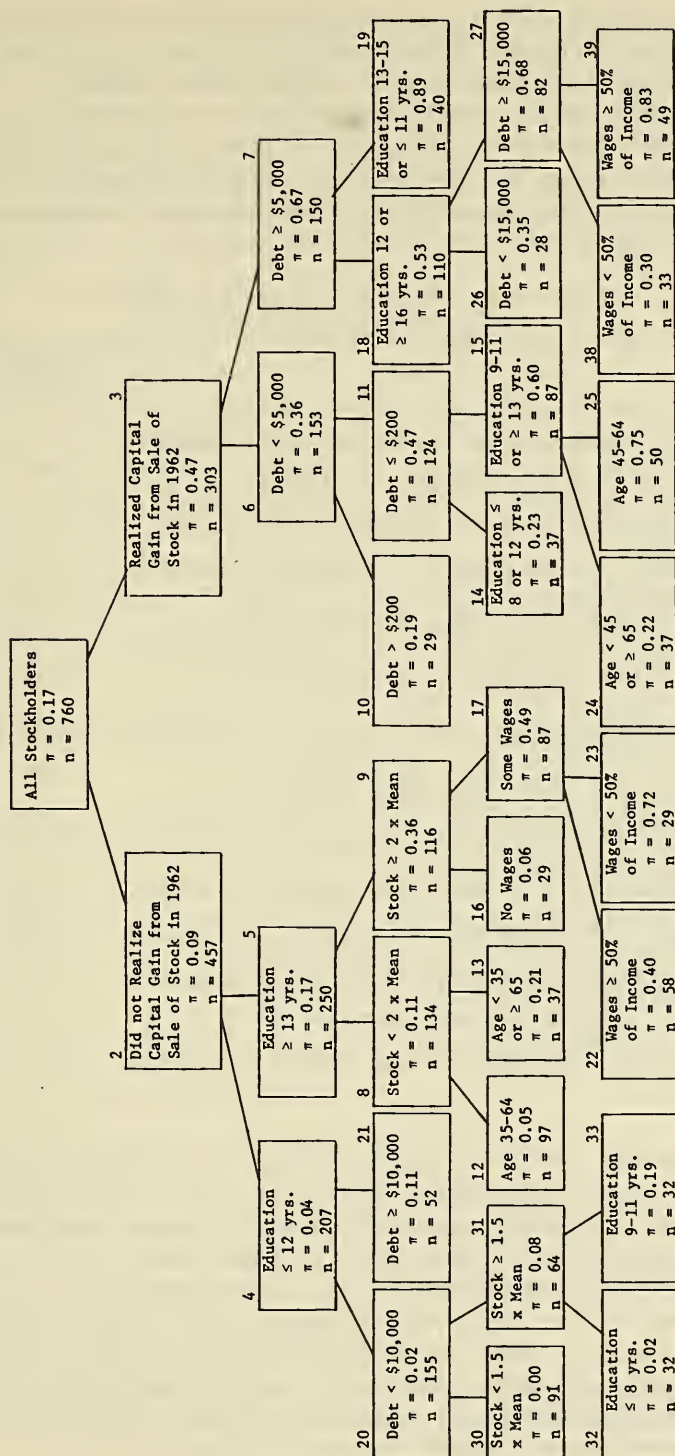 All Stockholders
π = 0.17
n = 760
2
Did not Realize
Capital Gain from
Sale of Stock in 1962
π = 0.09
n = 457
3
Realized Capital
Gain from Sale of
Stock in 1962
π = 0.47
n = 303
4
Education
≤ 12 yrs.
π = 0.04
n = 207
5
Education
≥ 13 yrs.
π = 0.17
n = 250
6
Debt < $5,000
π = 0.36
n = 153
7
Debt ≥ $5,000
π = 0.67
n = 150
20
Debt < $10,000
π = 0.02
n = 155
21
Debt ≥ $10,000
π = 0.11
n = 52
8
Stock < 2 x Mean
π = 0.11
n = 134
9
Stock ≥ 2 x Mean
π = 0.36
n = 116
10
Debt > $200
π = 0.19
n = 29
11
Debt ≤ $200
π = 0.47
n = 124
18
Education 12 or
≥ 16 yrs.
π = 0.53
n = 110
19
Education 13-15
or ≤ 11 yrs.
π = 0.89
n = 40
30
Stock < 1.5
x Mean
π = 0.00
n = 91
31
Stock ≥ 1.5
x Mean
π = 0.08
n = 64
12
Age 35-64
π = 0.05
n = 97
13
Age < 35
or ≥ 65
π = 0.21
n = 37
16
No Wages
π = 0.06
n = 29
17
Some Wages
π = 0.49
n = 87
14
Education ≤
8 or 12 yrs.
π = 0.23
n = 37
15
Education 9-11
or ≥ 13 yrs.
π = 0.60
n = 87
26
Debt < $15,000
π = 0.35
n = 28
27
Debt ≥ $15,000
π = 0.68
n = 82
32
Education
≤ 8 yrs.
π = 0.02
n = 32
33
Education
9-11 yrs.
π = 0.19
n = 32
22
Wages ≥ 50%
of Income
π = 0.40
n = 58
23
Wages < 50%
of Income
π = 0.72
n = 29
24
Age < 45
or ≥ 65
π = 0.22
n = 37
25
Age 45-64
π = 0.75
n = 50
38
Wages < 50%
of Income
π = 0.30
n = 33
39
Wages ≥ 50%
of Income
π = 0.83
n = 49